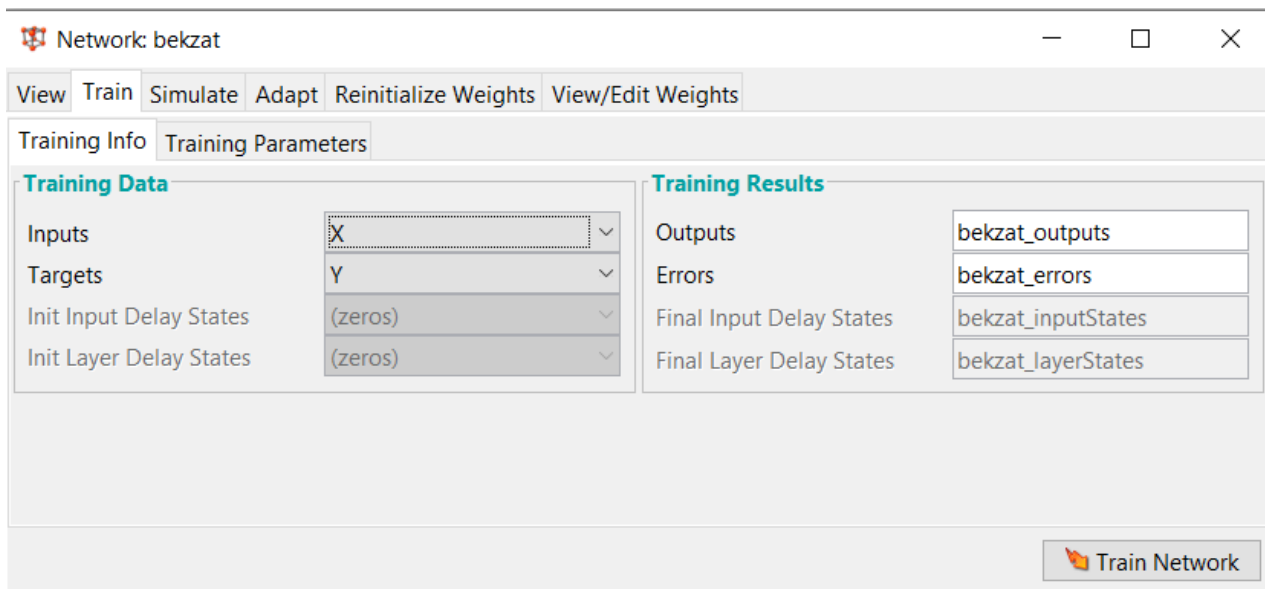 Network: bekzat
View Train Simulate Adapt Reinitialize Weights View/Edit Weights
Training Info Training Parameters
Training Data
Inputs X
Targets Y
Init Input Delay States (zeros)
Init Layer Delay States (zeros)
Training Results
Outputs bekzat_outputs
Errors bekzat_errors
Final Input Delay States bekzat_inputStates
Final Layer Delay States bekzat_layerStates
Train Network